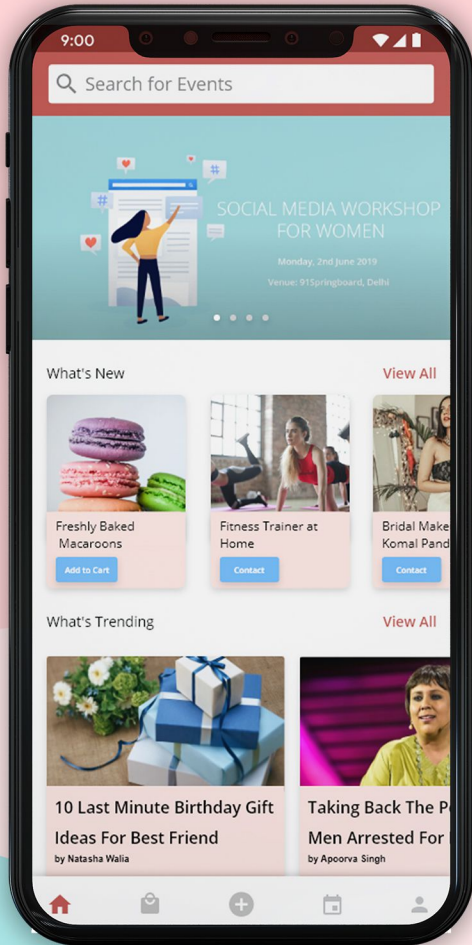 9:00
Search for Events
SOCIAL MEDIA WORKSHOP
FOR WOMEN
Monday, 2nd June 2019
Venue: 91Springboard, Delhi
What's New
View All
Freshly Baked
Macaroons
Add to Cart
Fitness Trainer at
Home
Contact
Bridal Make
Komal Pand
Contact
What's Trending
View All
10 Last Minute Birthday Gift
Ideas For Best Friend
by Natasha Walia
Taking Back The P
Men Arrested For
by Apoorva Singh